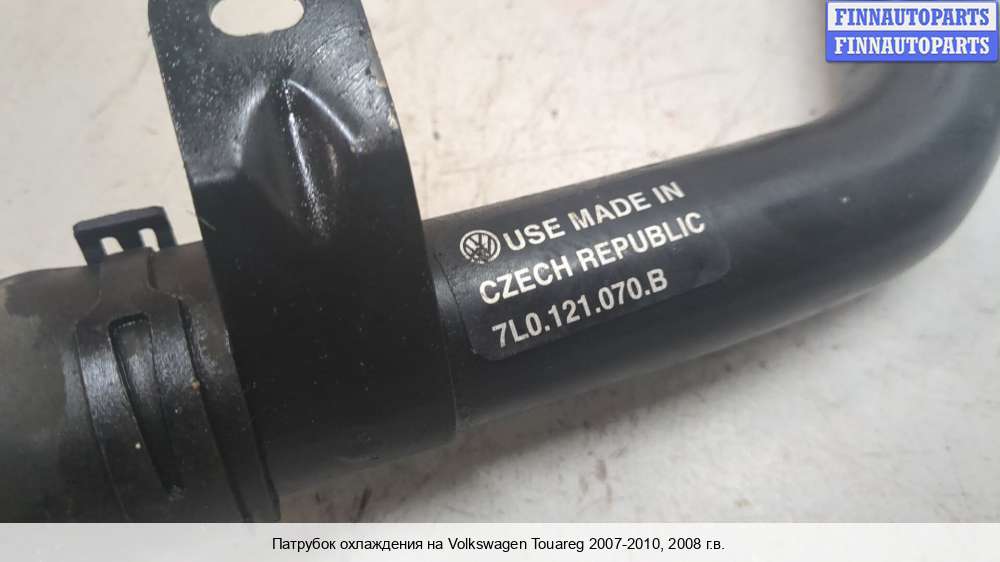 FINNAUTOPARTS
FINNAUTOPARTS
USE MADE IN
CZECH REPUBLIC
7L0.121.070.B
Патрубок охлаждения на Volkswagen Touareg 2007-2010, 2008 г.в.